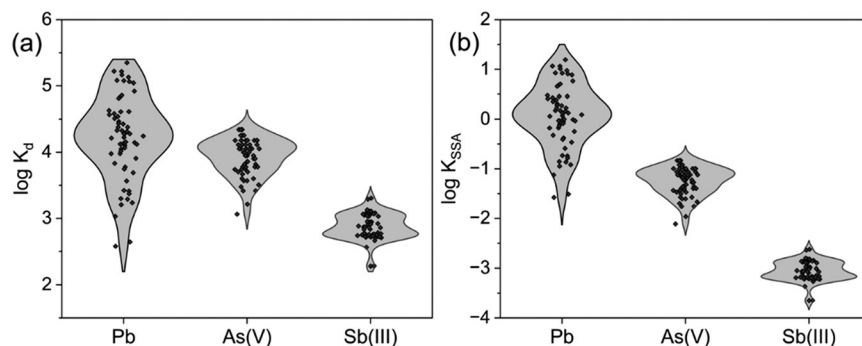 (a)
log K_d
6
5
4
3
2
Pb As(V) Sb(III)
(b)
log K_SSA
2
1
0
−1
−2
−3
−4
Pb As(V) Sb(III)